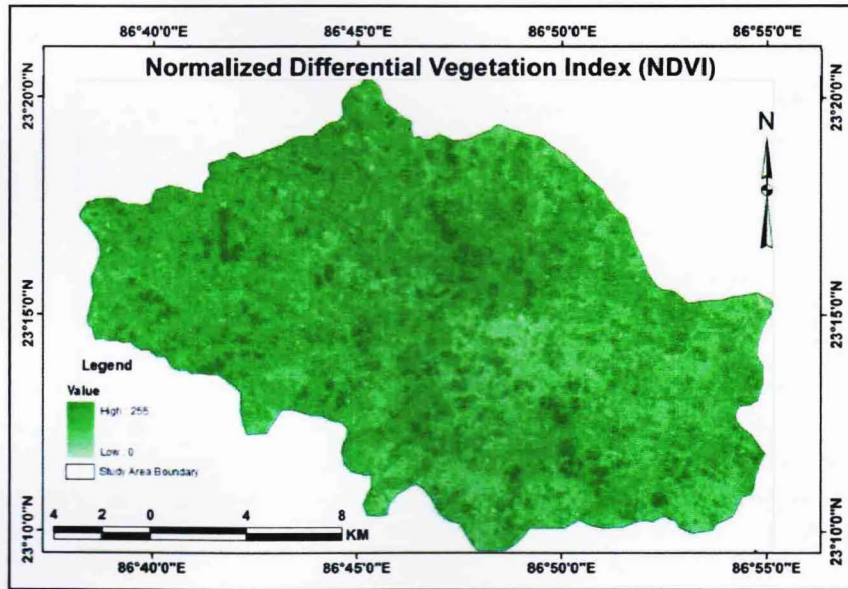 86°40'0"E 86°45'0"E 86°50'0"E 86°55'0"E
Normalized Differential Vegetation Index (NDVI)
23°20'0"N 23°20'0"N
N
23°15'0"N 23°15'0"N
Legend
Value
High : 255
Low : 0
Study Area Boundary
4 2 0 4 8
KM
23°10'0"N 23°10'0"N
86°40'0"E 86°45'0"E 86°50'0"E 86°55'0"E